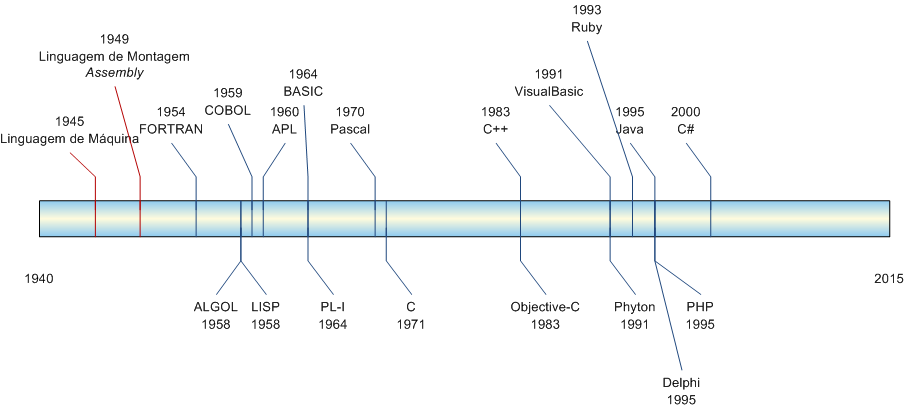 1993
Ruby
1949
Linguagem de Montagem
Assembly
1964
BASIC
1991
VisualBasic
1959
COBOL
1945
Linguagem de Máquina
1954
FORTRAN
1960
APL
1970
Pascal
1983
C++
1995
Java
2000
C#
1940
2015
ALGOL
1958
LISP
1958
PL-I
1964
C
1971
Objective-C
1983
Phyton
1991
PHP
1995
Delphi
1995